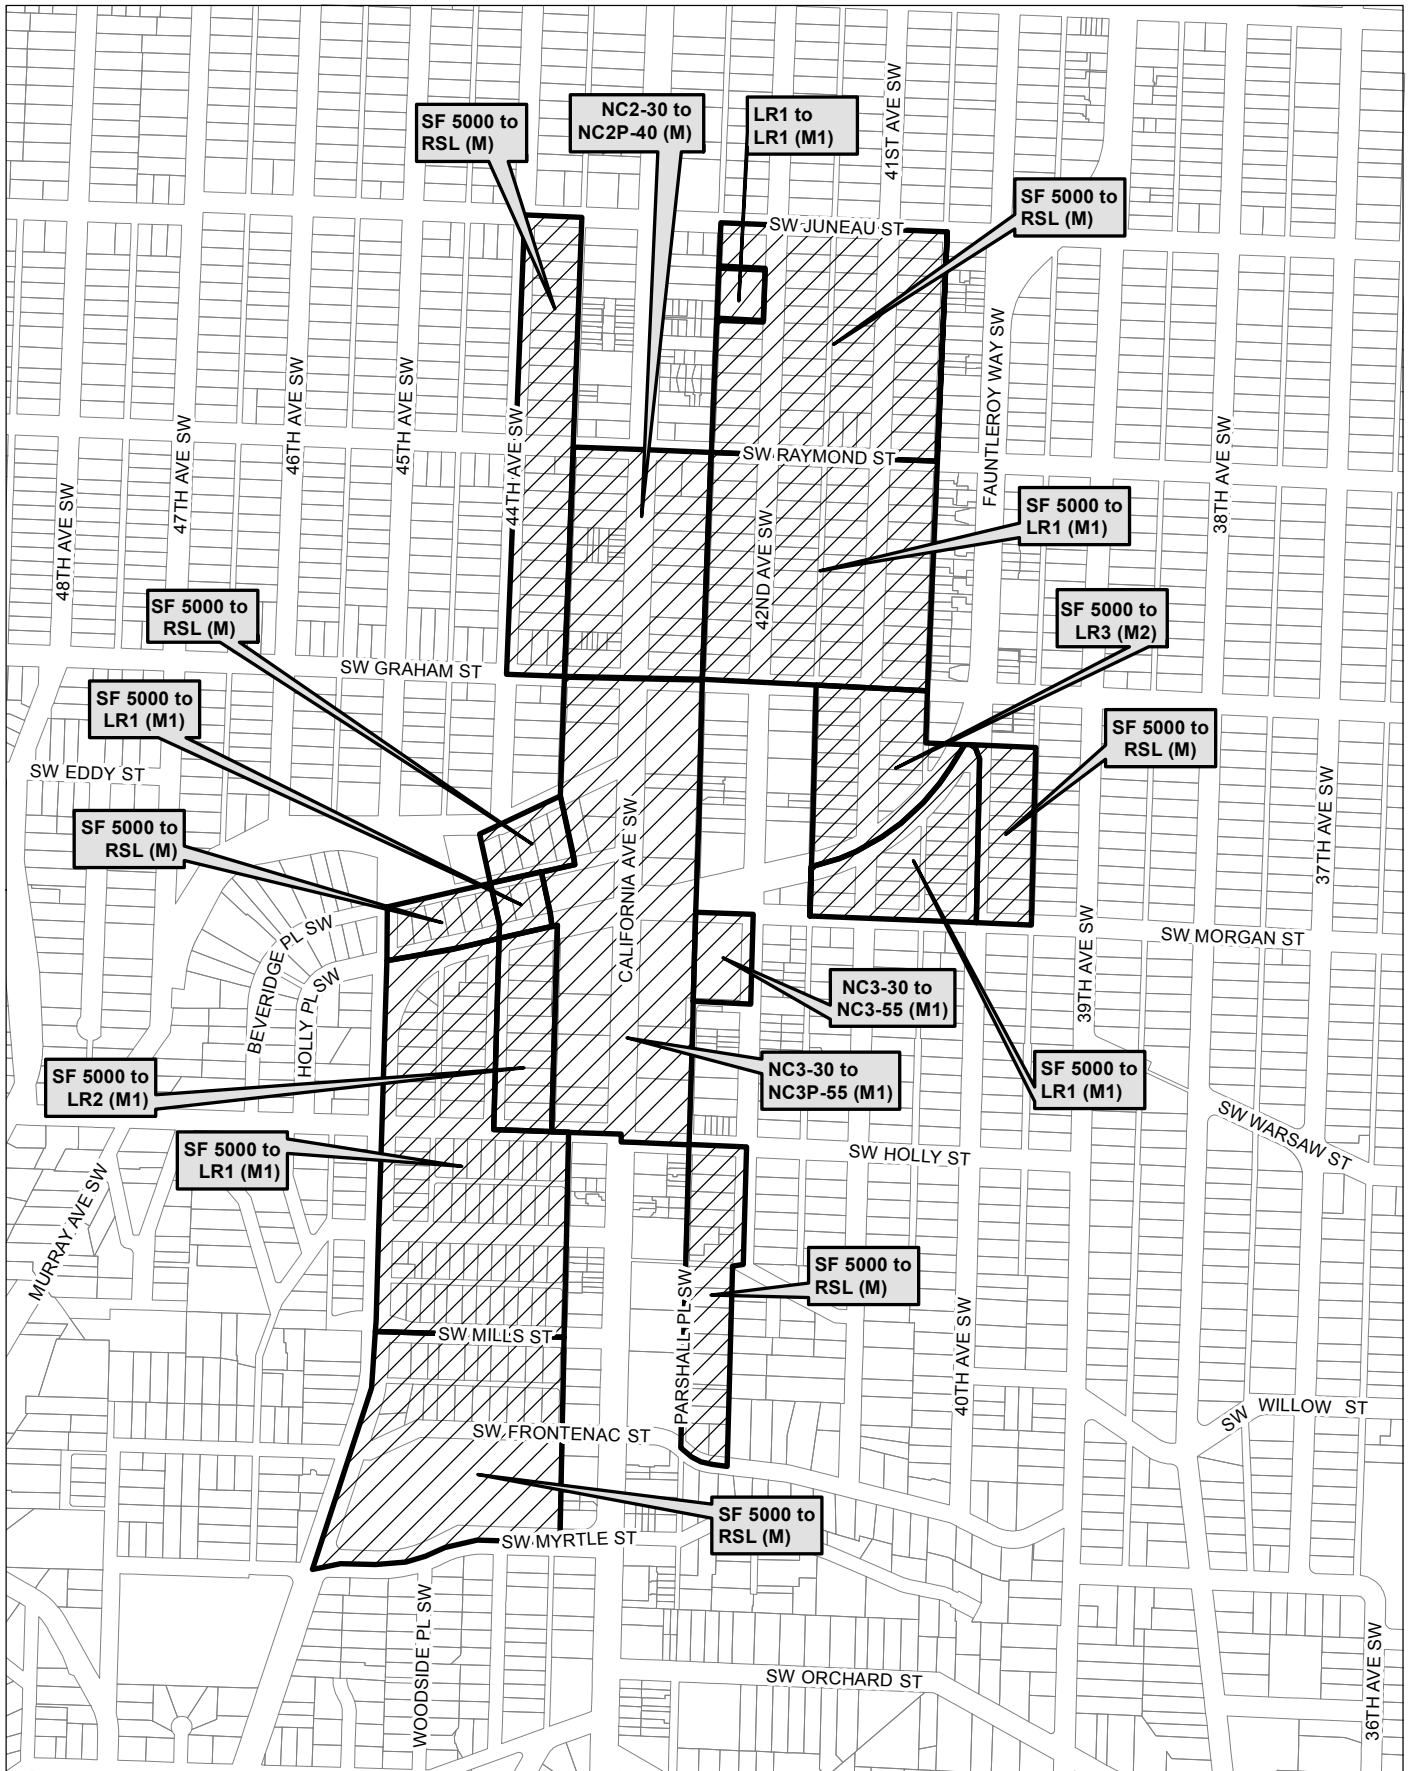 41ST AVE SW
NC2-30 to
NC2P-40 (M)
LR1 to
LR1 (M1)
SF 5000 to
RSL (M)
SF 5000 to
RSL (M)
SW JUNEAU ST
FAUNTLEROY WAY SW
46TH AVE SW
45TH AVE SW
47TH AVE SW
44TH AVE SW
38TH AVE SW
SW RAYMOND ST
48TH AVE SW
SF 5000 to
LR1 (M1)
42ND AVE SW
SF 5000 to
RSL (M)
SF 5000 to
LR3 (M2)
SW GRAHAM ST
SF 5000 to
LR1 (M1)
SF 5000 to
RSL (M)
SW EDDY ST
37TH AVE SW
CALIFORNIA AVE SW
SF 5000 to
RSL (M)
39TH AVE SW
BEVERIDGE PL SW
SW MORGAN ST
HOLLY PL SW
NC3-30 to
NC3-55 (M1)
SF 5000 to
LR2 (M1)
NC3-30 to
NC3P-55 (M1)
SF 5000 to
LR1 (M1)
SW WARSAW ST
SF 5000 to
LR1 (M1)
SW HOLLY ST
MURRAY AVE SW
SF 5000 to
RSL (M)
PARSHALL PL SW
40TH AVE SW
SW MILLS ST
SW WILLOW ST
SW FRONTENAC ST
SF 5000 to
RSL (M)
SW MYRTLE ST
WOODSIDE PL SW
36TH AVE SW
SW ORCHARD ST